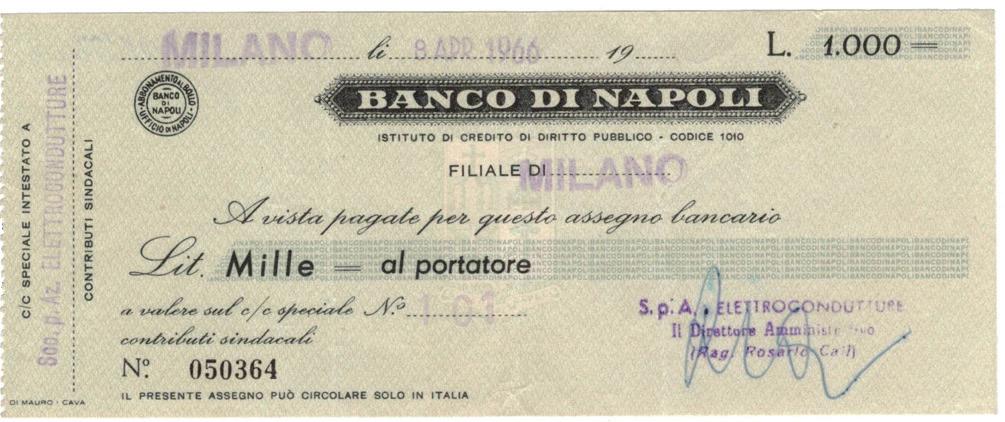 MILANO li 8 APR. 1966 19 L. 1.000 =
ABBONAMENTO AL BOLLO
BANCO
DI
NAPOLI
UFFICIO DI NAPOLI
BANCO DI NAPOLI
ISTITUTO DI CREDITO DI DIRITTO PUBBLICO - CODICE 1010
FILIALE DI MILANO
C/C SPECIALE INTESTATO A
Soc. p. Az. ELETTROCONDUTTURE
CONTRIBUTI SINDACALI
A vista pagate per questo assegno bancario
Lit. Mille = al portatore
a valere sul c/c speciale N.º 101
contributi sindacali
S.p.A. ELETTROCONDUTTURE
Il Direttore Amministrativo
(Rag. Rosario
Nº. 050364
IL PRESENTE ASSEGNO PUÒ CIRCOLARE SOLO IN ITALIA
DI MAURO - CAVA